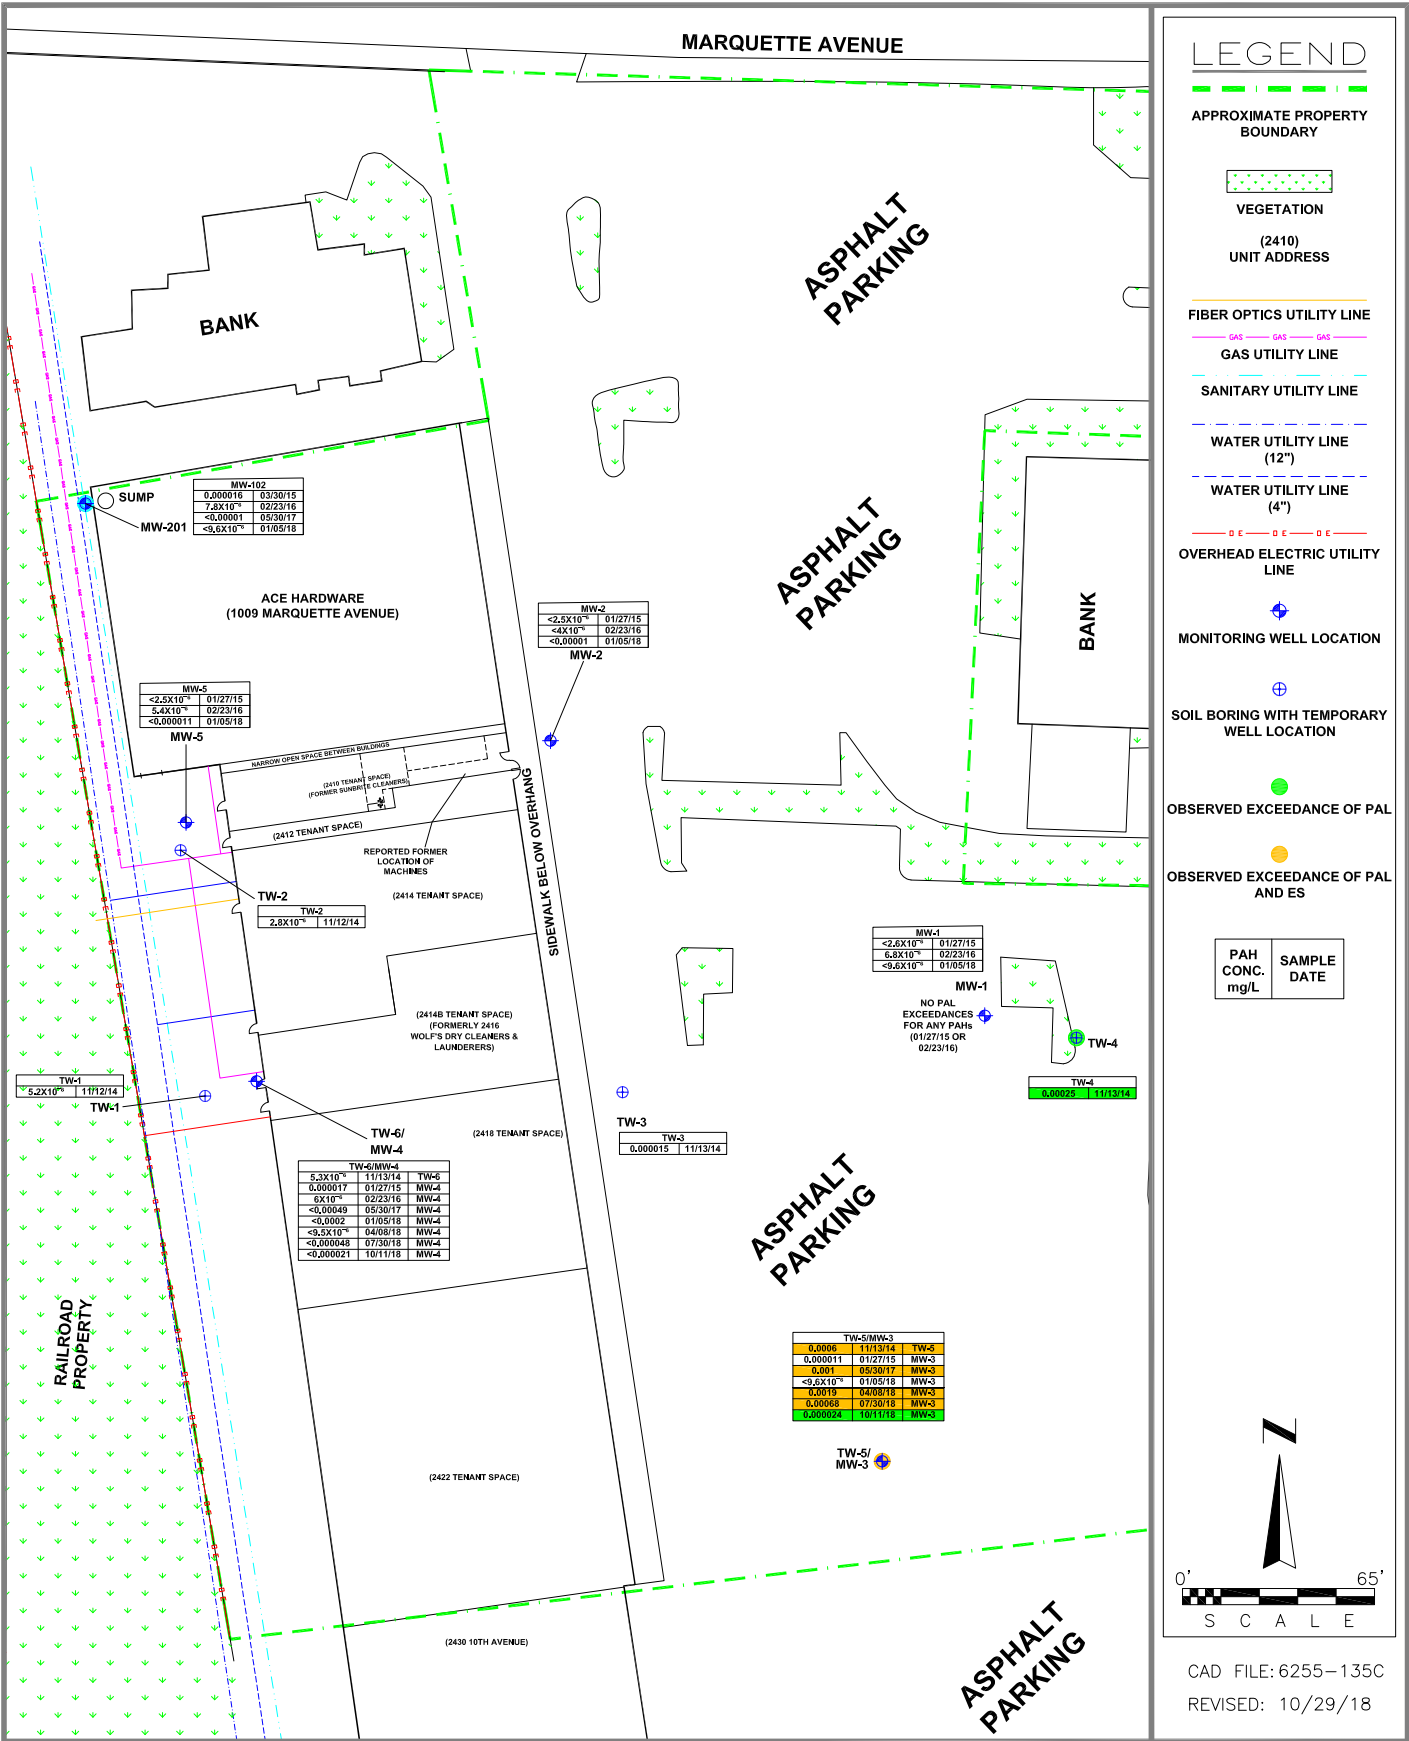 MARQUETTE AVENUE
ASPHALT
PARKING
BANK
SUMP
MW-201
MW-102
0.000016 03/30/15
7.8X10⁻⁶ 02/23/16
<0.00001 05/30/17
<9.6X10⁻⁶ 01/05/18
ACE HARDWARE
(1009 MARQUETTE AVENUE)
ASPHALT
PARKING
BANK
MW-2
<2.5X10⁻⁶ 01/27/15
<4X10⁻⁶ 02/23/16
<0.00001 01/05/18
MW-2
MW-5
<2.5X10⁻⁶ 01/27/15
5.4X10⁻⁶ 02/23/16
<0.000011 01/05/18
MW-5
NARROW OPEN SPACE BETWEEN BUILDINGS
(2410 TENANT SPACE)
(FORMER SUNBRITE CLEANERS)
(2412 TENANT SPACE)
REPORTED FORMER
LOCATION OF
MACHINES
SIDEWALK BELOW OVERHANG
TW-2
TW-2
2.8X10⁻⁶ 11/12/14
(2414 TENANT SPACE)
(2414B TENANT SPACE)
(FORMERLY 2416
WOLF'S DRY CLEANERS &
LAUNDERERS)
MW-1
<2.6X10⁻⁶ 01/27/15
6.8X10⁻⁶ 02/23/16
<9.6X10⁻⁶ 01/05/18
MW-1
NO PAL
EXCEEDANCES
FOR ANY PAHs
(01/27/15 OR
02/23/16)
TW-4
TW-4
0.00025 11/13/14
TW-1
5.2X10⁻⁶ 11/12/14
TW-1
TW-3
TW-3
0.000015 11/13/14
(2418 TENANT SPACE)
TW-6/
MW-4
TW-6/MW-4
5.3X10⁻⁶ 11/13/14 TW-6
0.000017 01/27/15 MW-4
6X10⁻⁶ 02/23/16 MW-4
<0.00049 05/30/17 MW-4
<0.0002 01/05/18 MW-4
<9.5X10⁻⁶ 04/08/18 MW-4
<0.000048 07/30/18 MW-4
<0.000021 10/11/18 MW-4
ASPHALT
PARKING
RAILROAD
PROPERTY
TW-5/MW-3
0.0006 11/13/14 TW-5
0.000011 01/27/15 MW-3
0.001 05/30/17 MW-3
<9.6X10⁻⁶ 01/05/18 MW-3
0.0019 04/08/18 MW-3
0.00068 07/30/18 MW-3
0.000024 10/11/18 MW-3
TW-5/
MW-3
(2422 TENANT SPACE)
(2430 10TH AVENUE)
ASPHALT
PARKING
LEGEND
APPROXIMATE PROPERTY
BOUNDARY
VEGETATION
(2410)
UNIT ADDRESS
FIBER OPTICS UTILITY LINE
GAS GAS GAS
GAS UTILITY LINE
SANITARY UTILITY LINE
WATER UTILITY LINE
(12")
WATER UTILITY LINE
(4")
OE OE OE
OVERHEAD ELECTRIC UTILITY
LINE
MONITORING WELL LOCATION
SOIL BORING WITH TEMPORARY
WELL LOCATION
OBSERVED EXCEEDANCE OF PAL
OBSERVED EXCEEDANCE OF PAL
AND ES
PAH
CONC.
mg/L
SAMPLE
DATE
N
0' 65'
SCALE
CAD FILE: 6255-135C
REVISED: 10/29/18